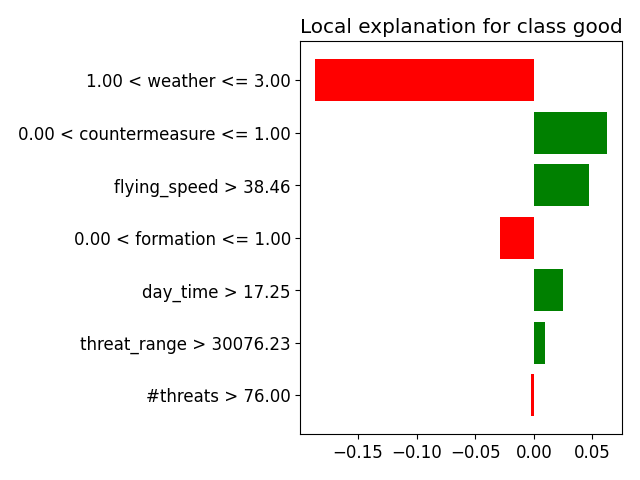 Local explanation for class good
1.00 < weather <= 3.00
0.00 < countermeasure <= 1.00
flying_speed > 38.46
0.00 < formation <= 1.00
day_time > 17.25
threat_range > 30076.23
#threats > 76.00
−0.15 −0.10 −0.05 0.00 0.05